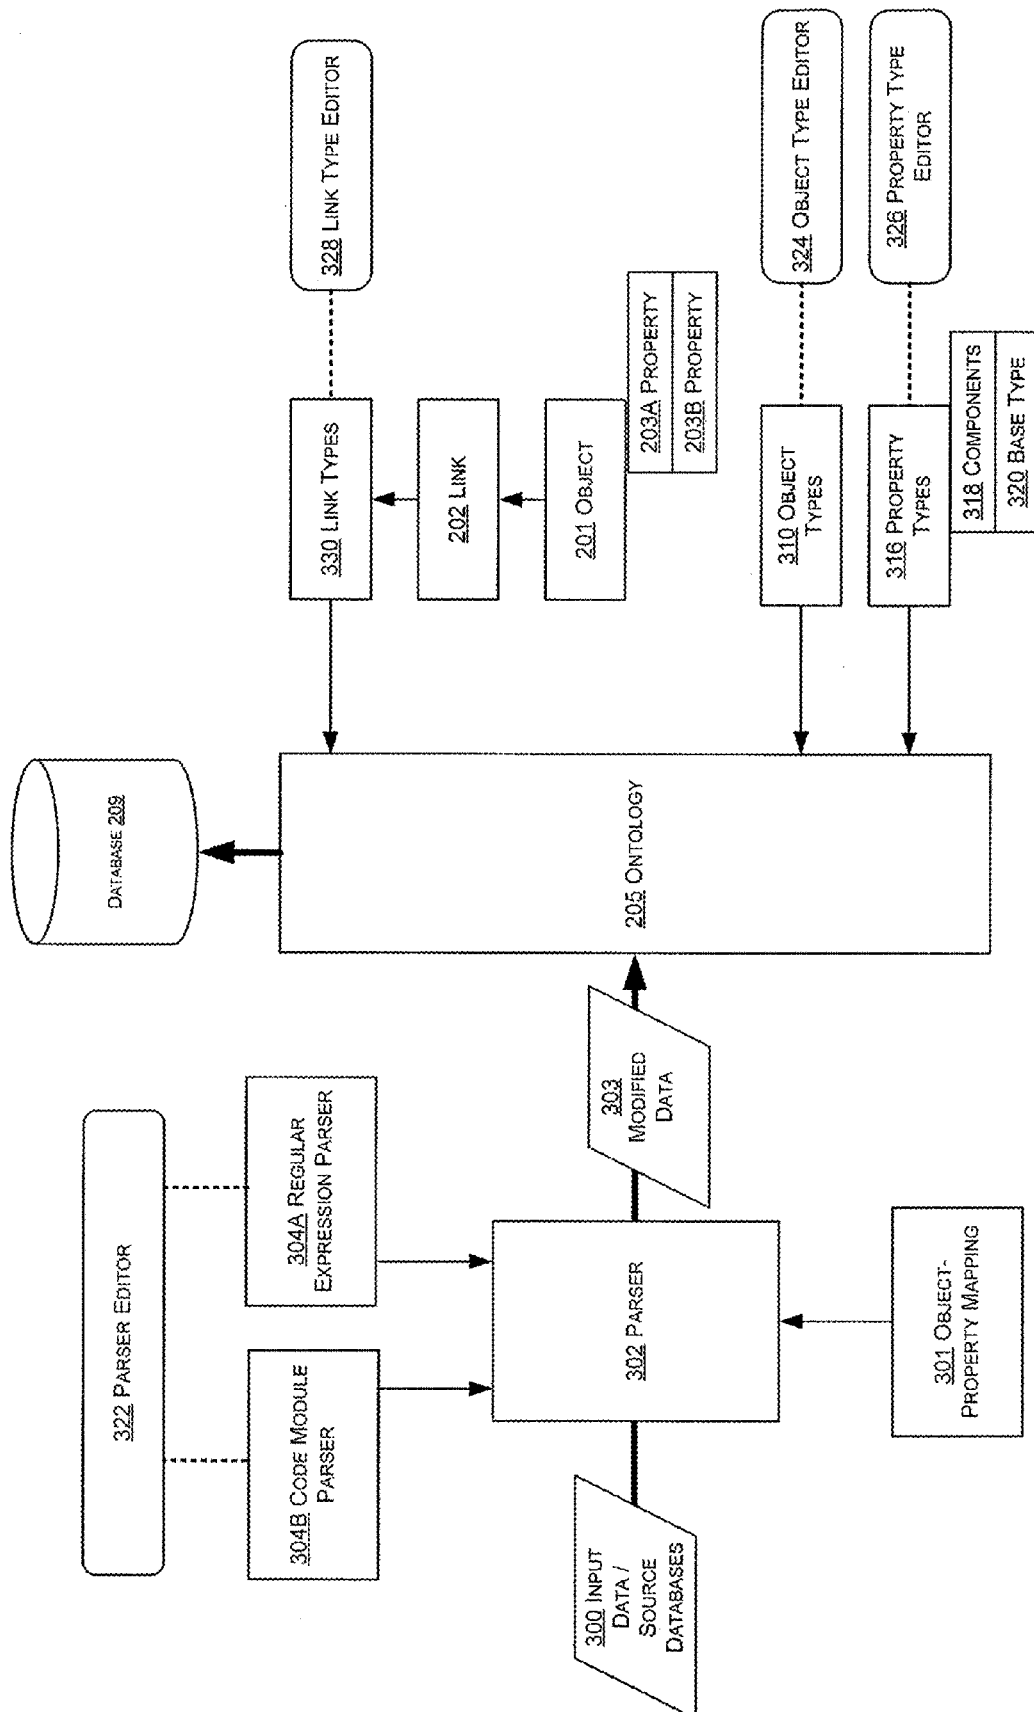 322 PARSER EDITOR
304B CODE MODULE
PARSER
304A REGULAR
EXPRESSION PARSER
300 INPUT
DATA /
SOURCE
DATABASES
302 PARSER
303
MODIFIED
DATA
301 OBJECT-
PROPERTY MAPPING
DATABASE 209
205 ONTOLOGY
330 LINK TYPES
328 LINK TYPE EDITOR
202 LINK
201 OBJECT
203A PROPERTY
203B PROPERTY
310 OBJECT
TYPES
324 OBJECT TYPE EDITOR
316 PROPERTY
TYPES
326 PROPERTY TYPE
EDITOR
318 COMPONENTS
320 BASE TYPE